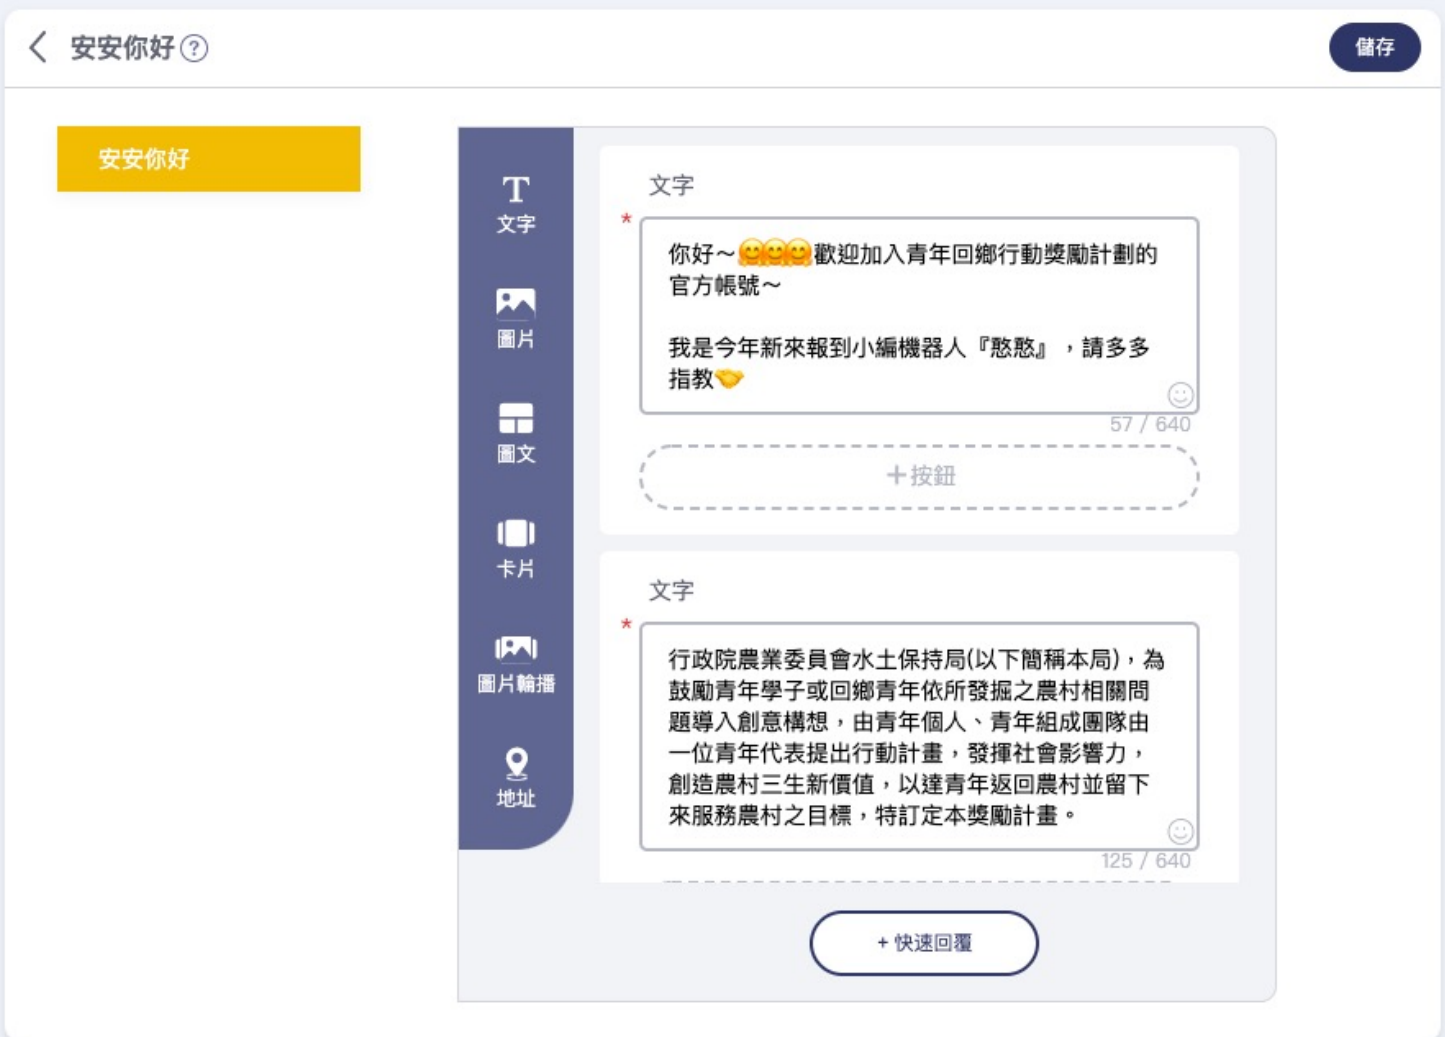 安安你好?
儲存
安安你好
文字
圖片
圖文
卡片
圖片輪播
地址
文字
*
你好～🤗🤗🤗歡迎加入青年回鄉行動獎勵計劃的
官方帳號～
我是今年新來報到小編機器人『憨憨』，請多多
指教🤝
57 / 640
＋按鈕
文字
*
行政院農業委員會水土保持局(以下簡稱本局)，為
鼓勵青年學子或回鄉青年依所發掘之農村相關問
題導入創意構想，由青年個人、青年組成團隊由
一位青年代表提出行動計畫，發揮社會影響力，
創造農村三生新價值，以達青年返回農村並留下
來服務農村之目標，特訂定本獎勵計畫。
125 / 640
+ 快速回覆